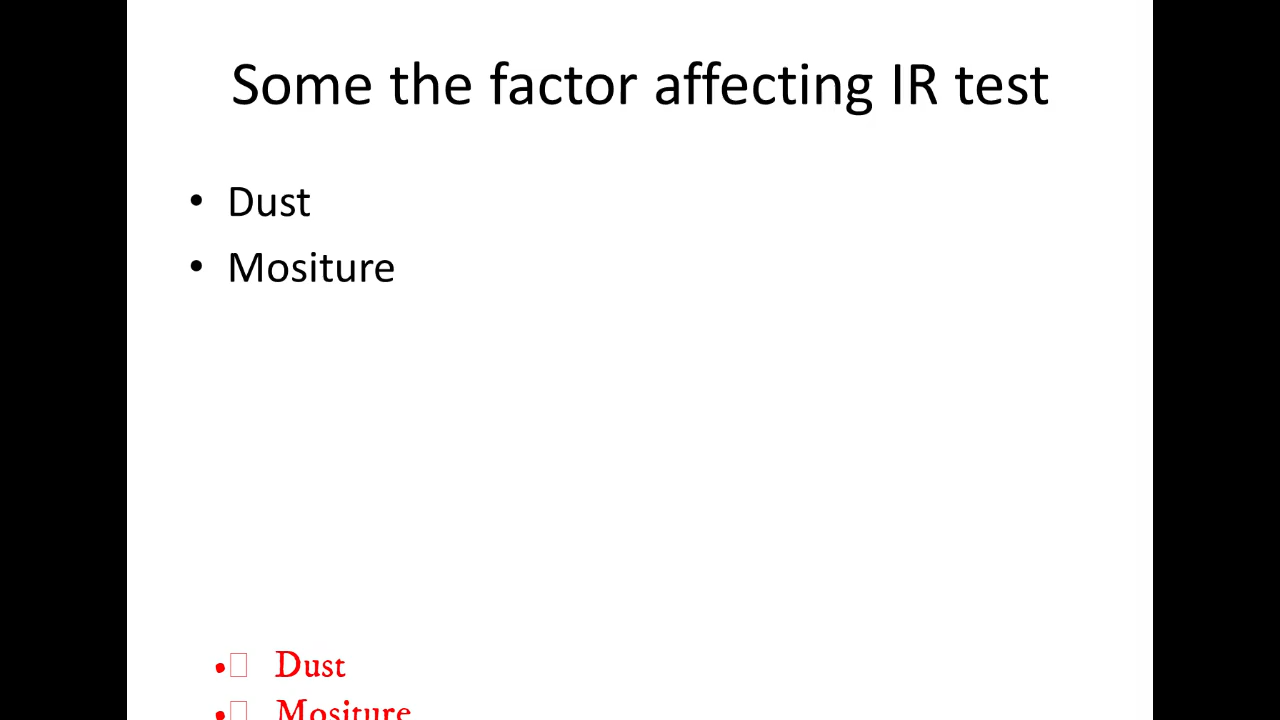 Some the factor affecting IR test
• Dust
• Mositure
•□ Dust
•□ Mositure